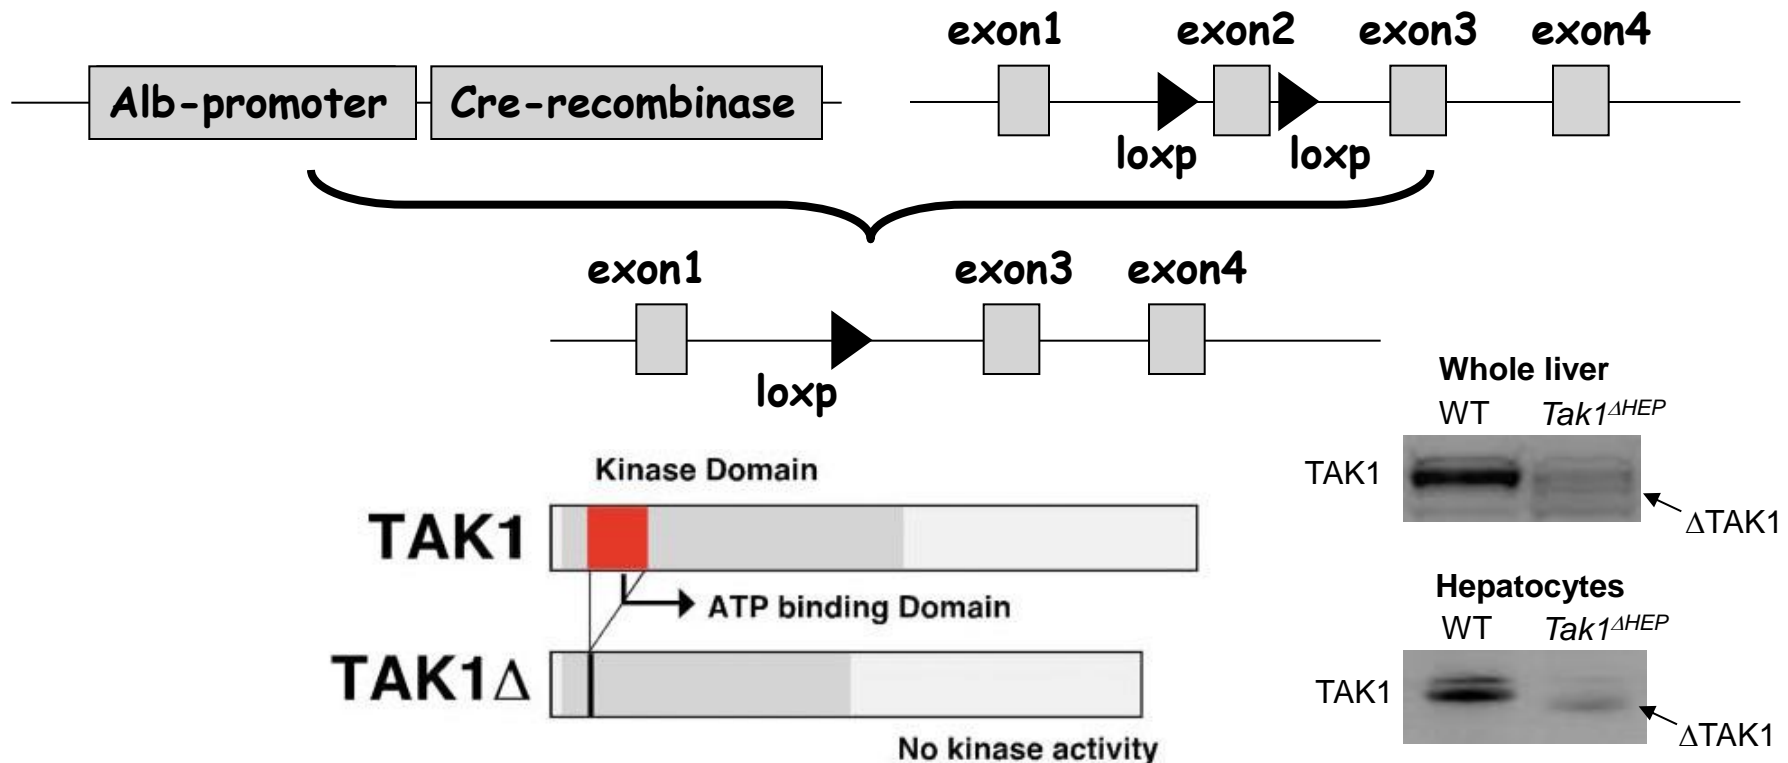 exon1 exon2 exon3 exon4
Alb-promoter Cre-recombinase
loxp loxp
exon1 exon3 exon4
loxp
Kinase Domain
TAK1
ATP binding Domain
TAK1Δ
No kinase activity
Whole liver
WT Tak1ΔHEP
TAK1
ΔTAK1
Hepatocytes
WT Tak1ΔHEP
TAK1
ΔTAK1